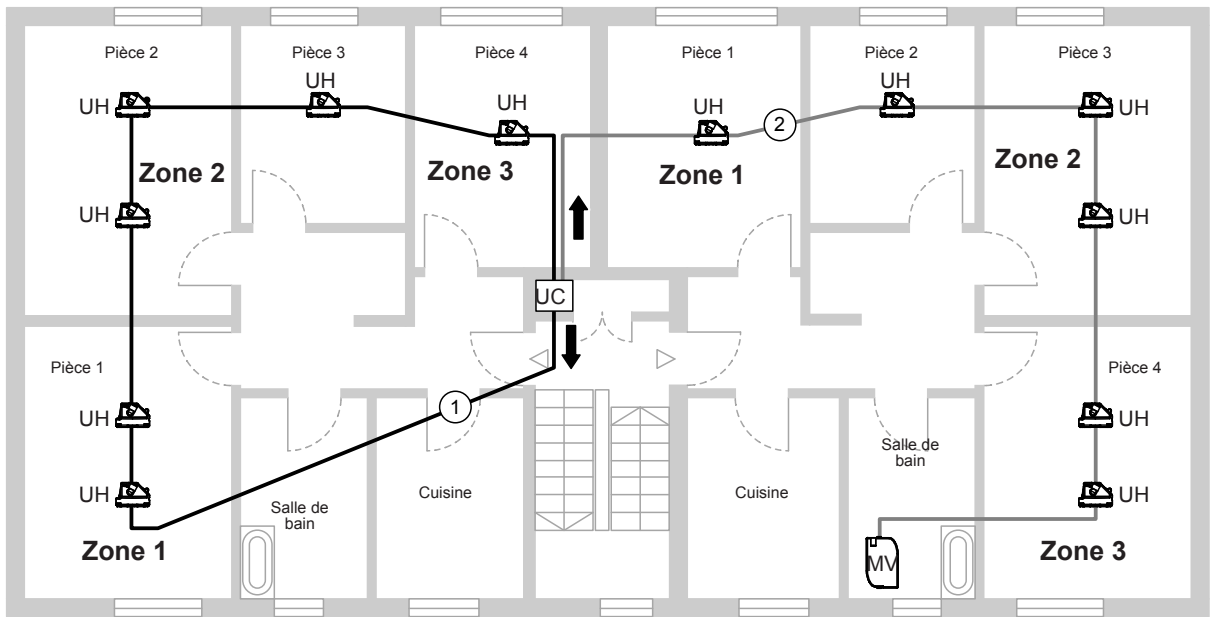 Pièce 2
Pièce 3
Pièce 4
Pièce 1
Pièce 2
Pièce 3
UH
UH
UH
UH
UH
UH
2
Zone 2
Zone 3
Zone 1
Zone 2
UH
UH
UC
Pièce 1
Pièce 4
1
UH
UH
Salle de
bain
UH
UH
Cuisine
Cuisine
Salle de
bain
Zone 1
Zone 3
MV